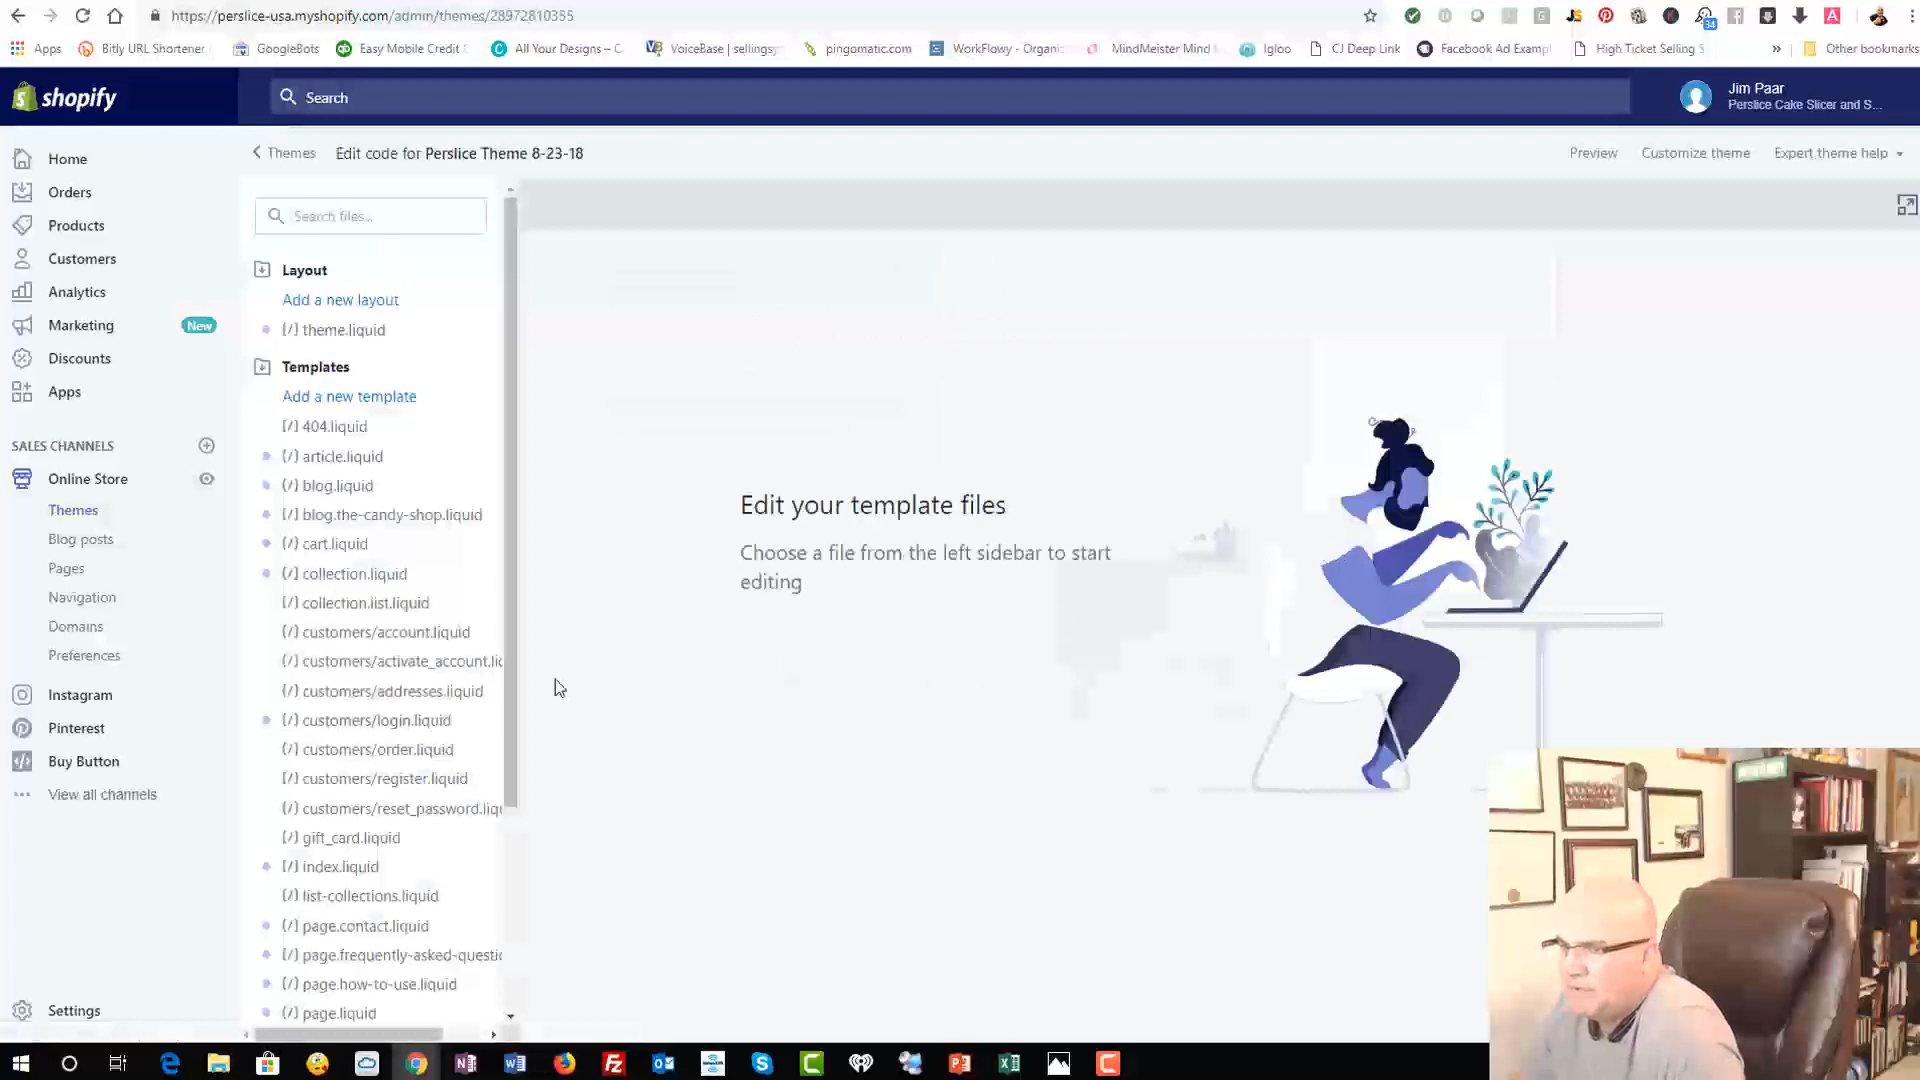 https://perslice-usa.myshopify.com/admin/themes/28972810355
Apps
Bitly URL Shortener
GoogleBots
Easy Mobile Credit
All Your Designs – C
VoiceBase | sellingsy
pingomatic.com
WorkFlowy - Organi
MindMeister Mind
Igloo
CJ Deep Link
Facebook Ad Exampl
High Ticket Selling S
»
Other bookmarks
34
shopify
Search
Jim Paar
Perslice Cake Slicer and S...
Themes
Edit code for Perslice Theme 8-23-18
Preview
Customize theme
Expert theme help
Home
Orders
Products
Customers
Analytics
Marketing
New
Discounts
Apps
SALES CHANNELS
Online Store
Themes
Blog posts
Pages
Navigation
Domains
Preferences
Instagram
Pinterest
Buy Button
View all channels
Settings
Search files...
Layout
Add a new layout
{/} theme.liquid
Templates
Add a new template
{/} 404.liquid
{/} article.liquid
{/} blog.liquid
{/} blog.the-candy-shop.liquid
{/} cart.liquid
{/} collection.liquid
{/} collection.list.liquid
{/} customers/account.liquid
{/} customers/activate_account.lic
{/} customers/addresses.liquid
{/} customers/login.liquid
{/} customers/order.liquid
{/} customers/register.liquid
{/} customers/reset_password.liqu
{/} gift_card.liquid
{/} index.liquid
{/} list-collections.liquid
{/} page.contact.liquid
{/} page.frequently-asked-questio
{/} page.how-to-use.liquid
{/} page.liquid
Edit your template files
Choose a file from the left sidebar to start
editing